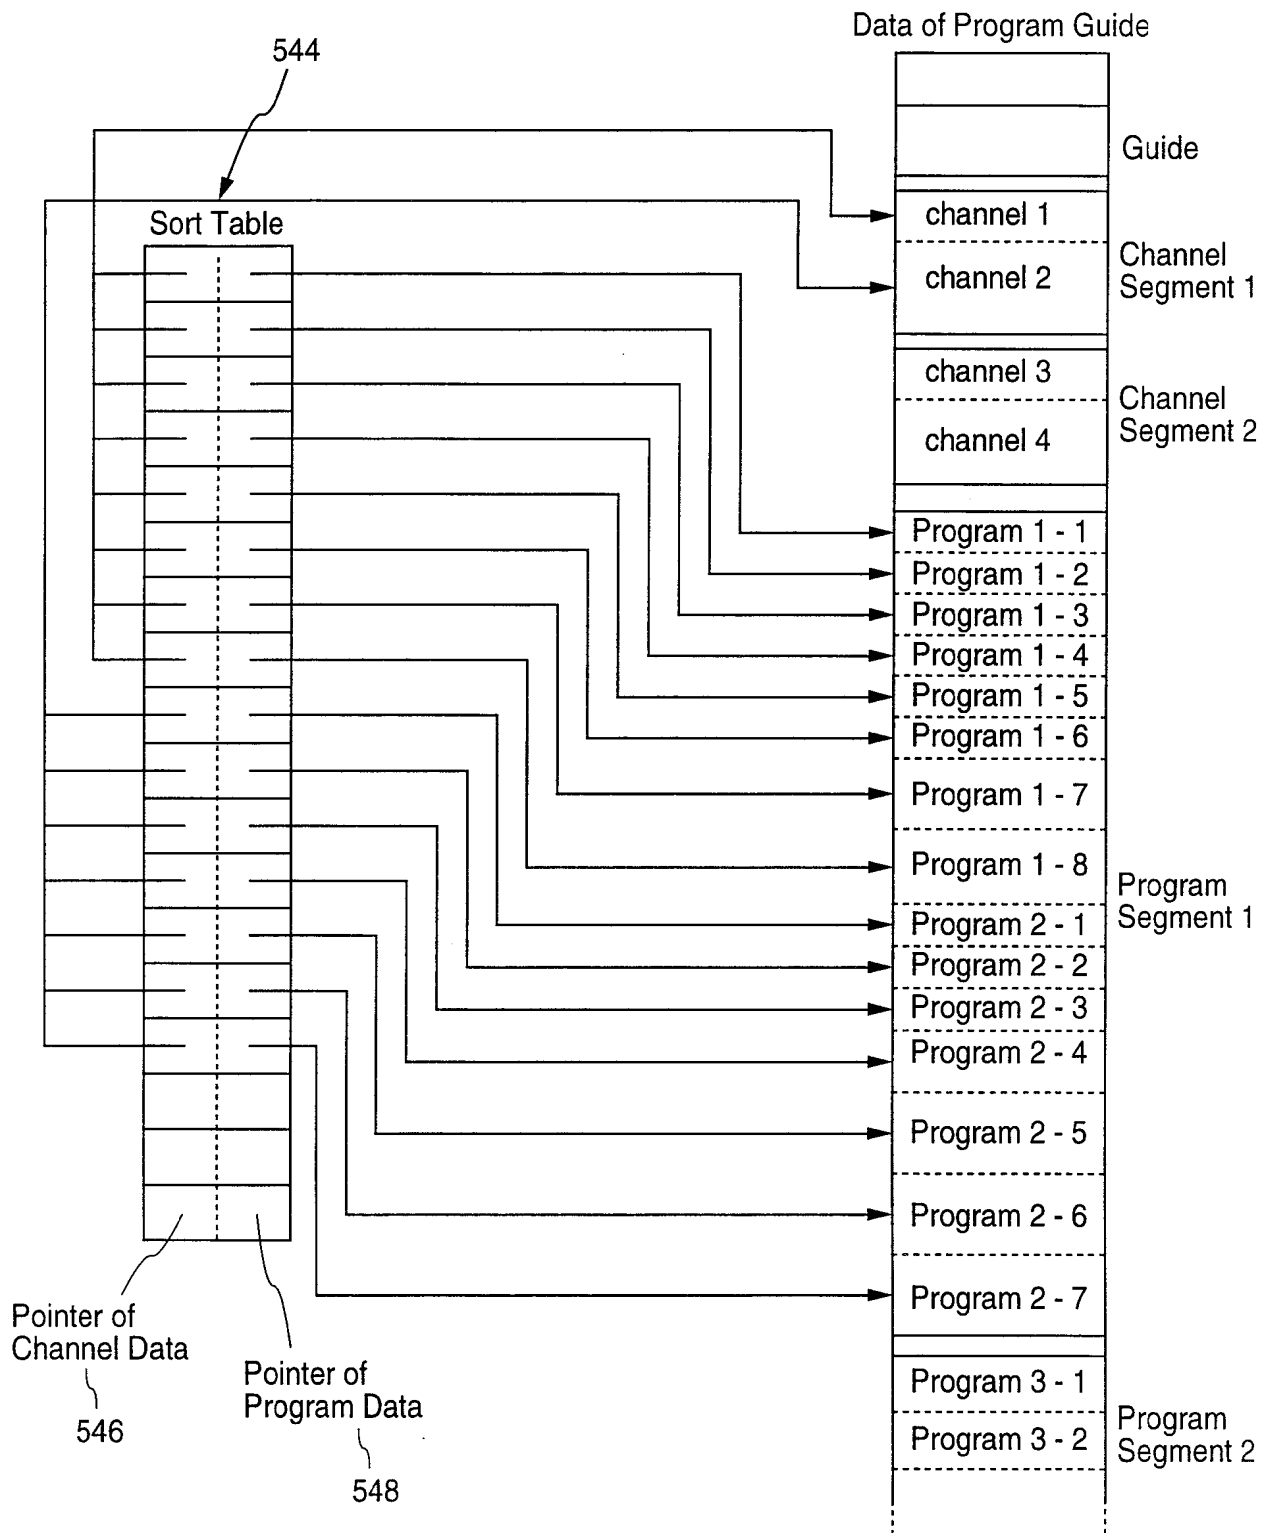 Data of Program Guide
544
Guide
Sort Table
channel 1
channel 2
Channel
Segment 1
channel 3
channel 4
Channel
Segment 2
Program 1 - 1
Program 1 - 2
Program 1 - 3
Program 1 - 4
Program 1 - 5
Program 1 - 6
Program 1 - 7
Program 1 - 8
Program 2 - 1
Program 2 - 2
Program 2 - 3
Program 2 - 4
Program 2 - 5
Program 2 - 6
Program 2 - 7
Program
Segment 1
Pointer of
Channel Data
546
Pointer of
Program Data
548
Program 3 - 1
Program 3 - 2
Program
Segment 2